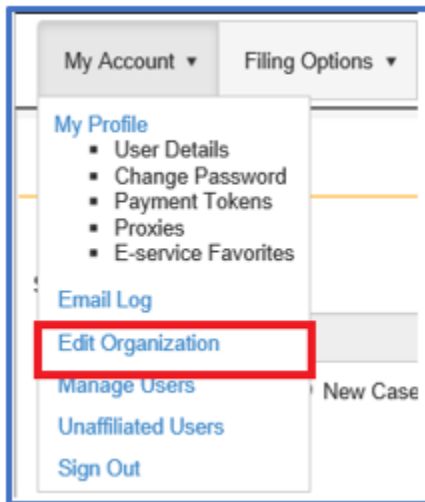 My Account ▼ Filing Options ▼
My Profile
▪ User Details
▪ Change Password
▪ Payment Tokens
▪ Proxies
▪ E-service Favorites
Email Log
Edit Organization
Manage Users
New Case
Unaffiliated Users
Sign Out